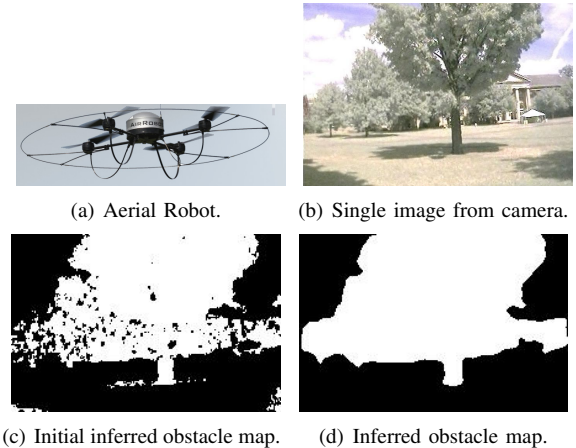 AIRROBOT
(a) Aerial Robot.
(b) Single image from camera.
(c) Initial inferred obstacle map.
(d) Inferred obstacle map.